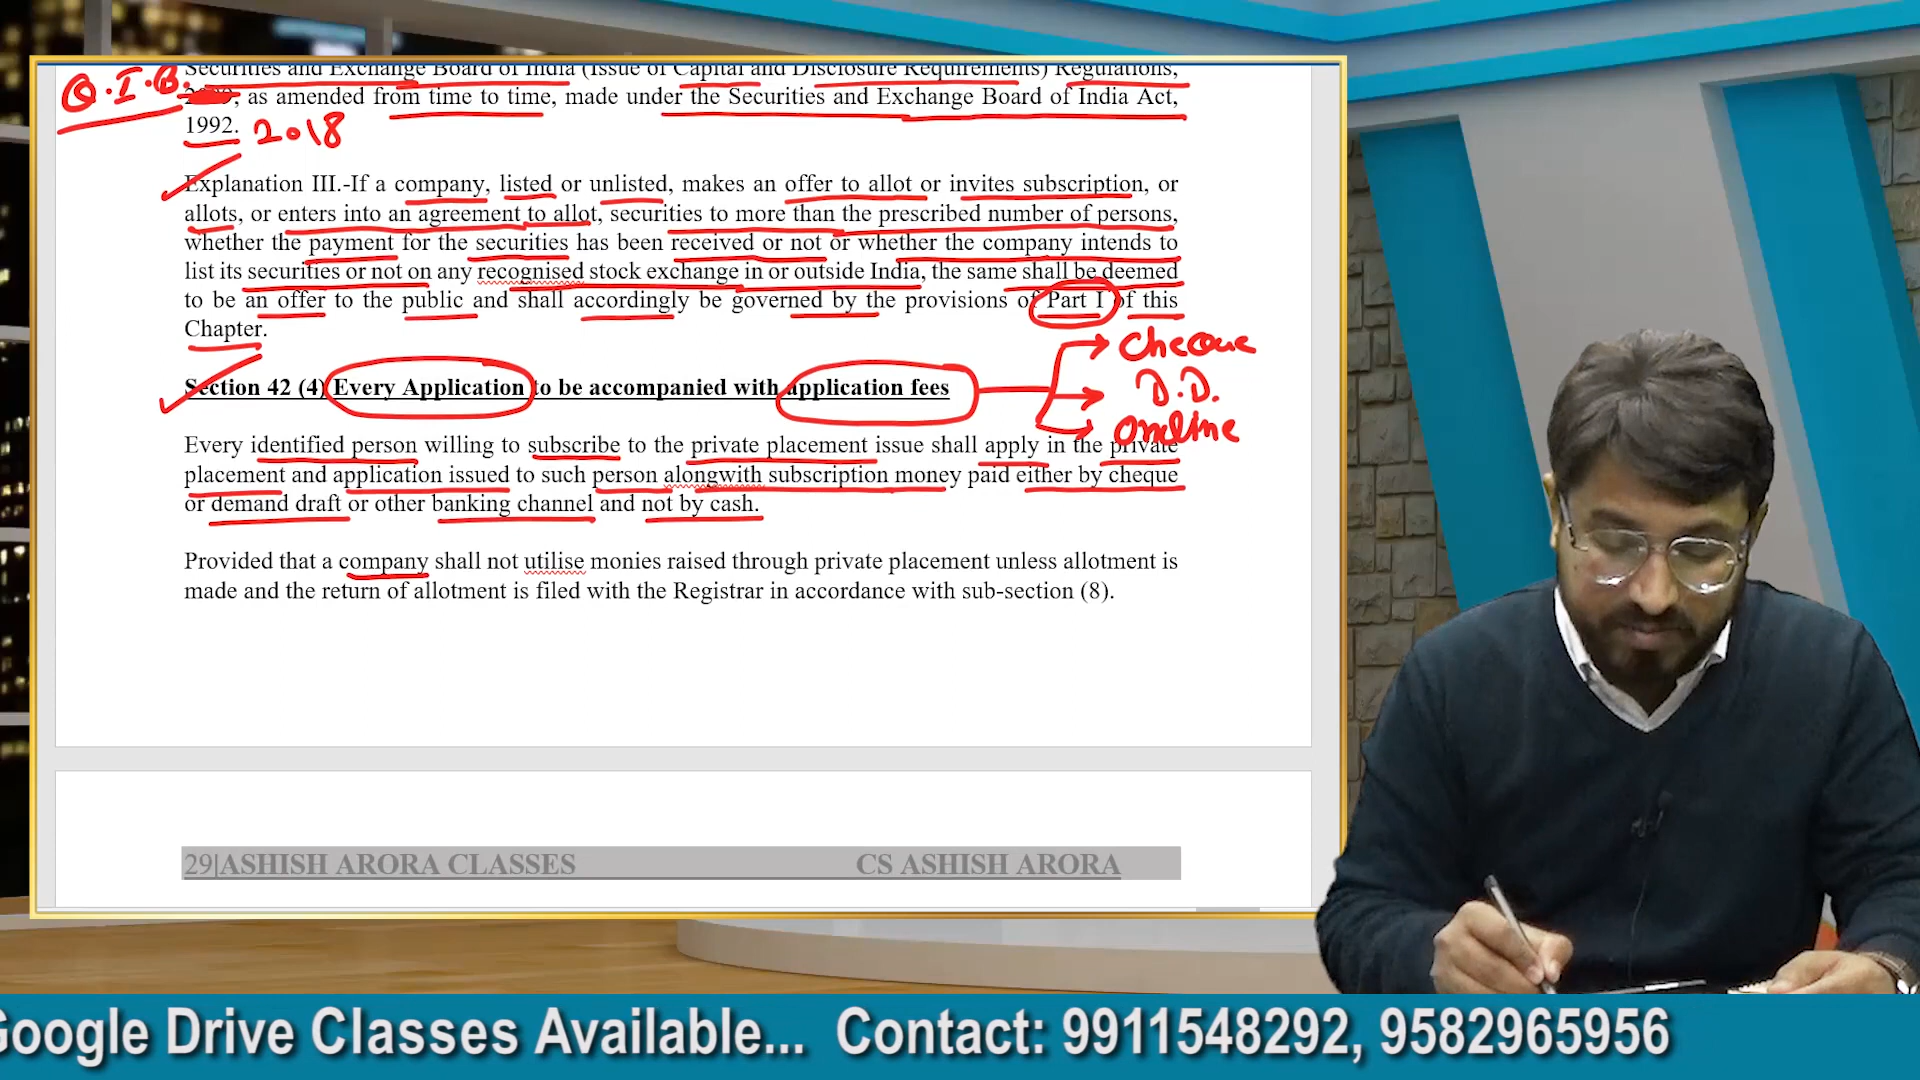 Securities and Exchange Board of India (Issue of Capital and Disclosure Requirements) Regulations,
Q.I.B. , as amended from time to time, made under the Securities and Exchange Board of India Act,
1992. 2018
Explanation III.-If a company, listed or unlisted, makes an offer to allot or invites subscription, or
allots, or enters into an agreement to allot, securities to more than the prescribed number of persons,
whether the payment for the securities has been received or not or whether the company intends to
list its securities or not on any recognised stock exchange in or outside India, the same shall be deemed
to be an offer to the public and shall accordingly be governed by the provisions of Part I of this
Chapter.
Cheque
Section 42 (4) Every Application to be accompanied with application fees
D.D.
Online
Every identified person willing to subscribe to the private placement issue shall apply in the private
placement and application issued to such person alongwith subscription money paid either by cheque
or demand draft or other banking channel and not by cash.
Provided that a company shall not utilise monies raised through private placement unless allotment is
made and the return of allotment is filed with the Registrar in accordance with sub-section (8).
29|ASHISH ARORA CLASSES CS ASHISH ARORA
Google Drive Classes Available... Contact: 9911548292, 9582965956